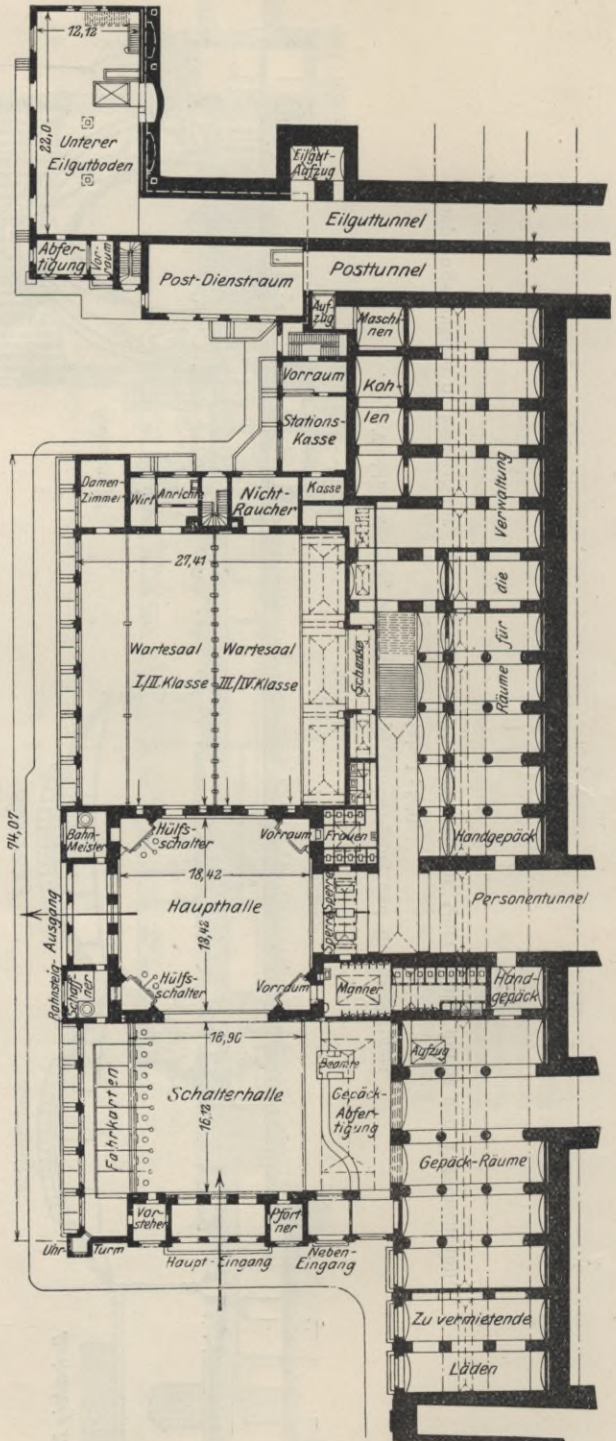 12,12
22,0
Unterer
Eilgutboden
Eilgut-
Aufzug
Eilguttunnel
Abfer-
tigung
Vor-
raum
Post-Dienstraum
Posttunnel
Auf-
zug
Maschi-
nen
Vorraum
Koh-
len
Stations-
Kasse
Damen-
Zimmer
Wirt
Anrichte
Nicht-
Raucher
Kasse
Verwaltung
die
für
Räume
27,41
Wartesaal
I./II. Klasse
Wartesaal
III./IV. Klasse
Schenke
74,07
Bahn-
Meister
Hülfs-
schalter
Vorraum
Frauen
Handgepäck
18,42
Haupthalle
18,42
Sperre
Sperre
Personentunnel
Bahnsteig-Ausgang
Schaff-
ner
Hülfs-
schalter
Vorraum
Männer
Hand-
gepäck
16,90
Beamte
Aufzug
Fahrkarten
Schalterhalle
16,12
Gepäck-
Abfer-
tigung
Gepäck-Räume
Vor-
steher
Pfört-
ner
Uhr-
Turm
Haupt-Eingang
Neben-
Eingang
Zu vermietende
Läden